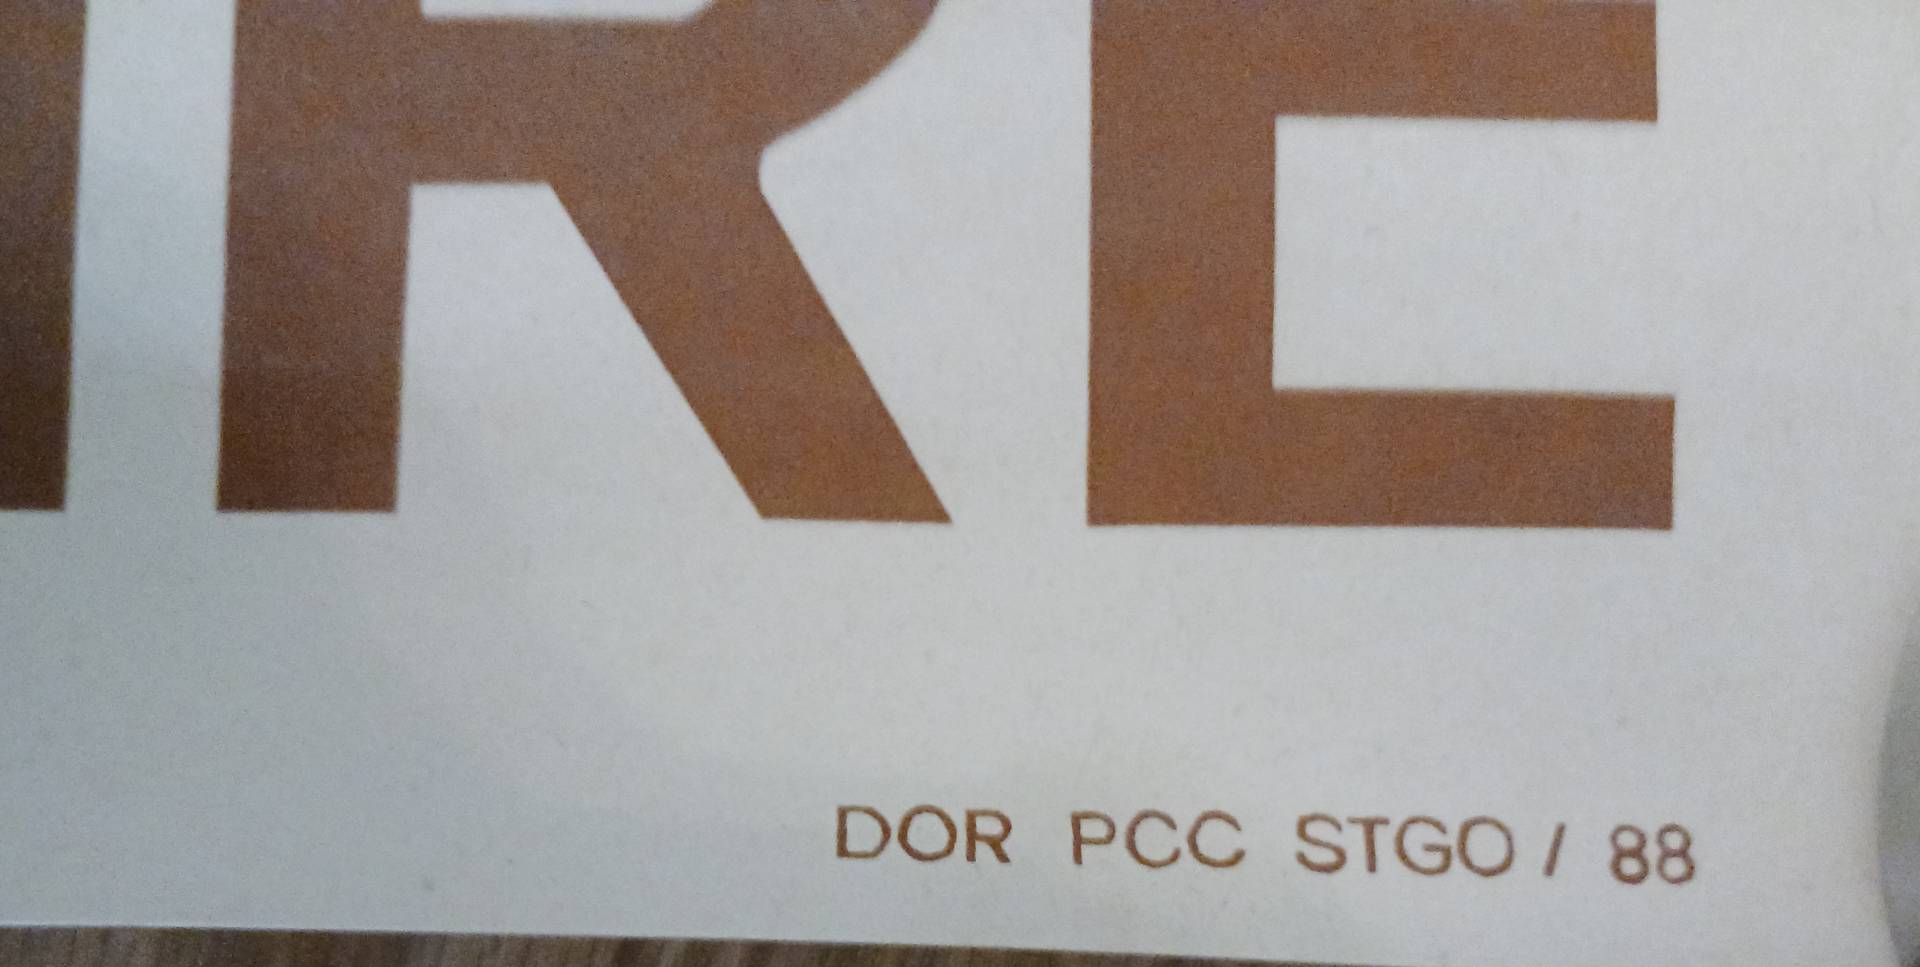 RE
DOR PCC STGO / 88